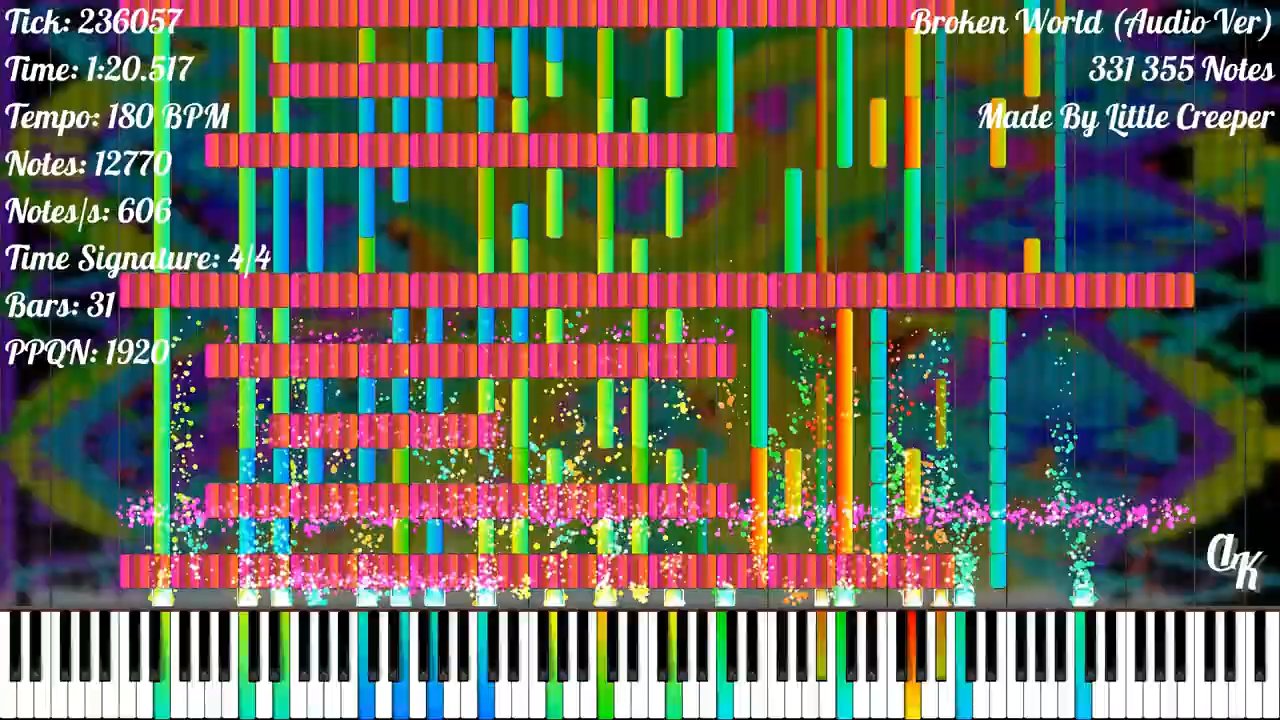 Tick: 236057
Time: 1:20.517
Tempo: 180 BPM
Notes: 12770
Notes/s: 606
Time Signature: 4/4
Bars: 31
PPQN: 1920
Broken World (Audio Ver)
331 355 Notes
Made By Little Creeper
AK